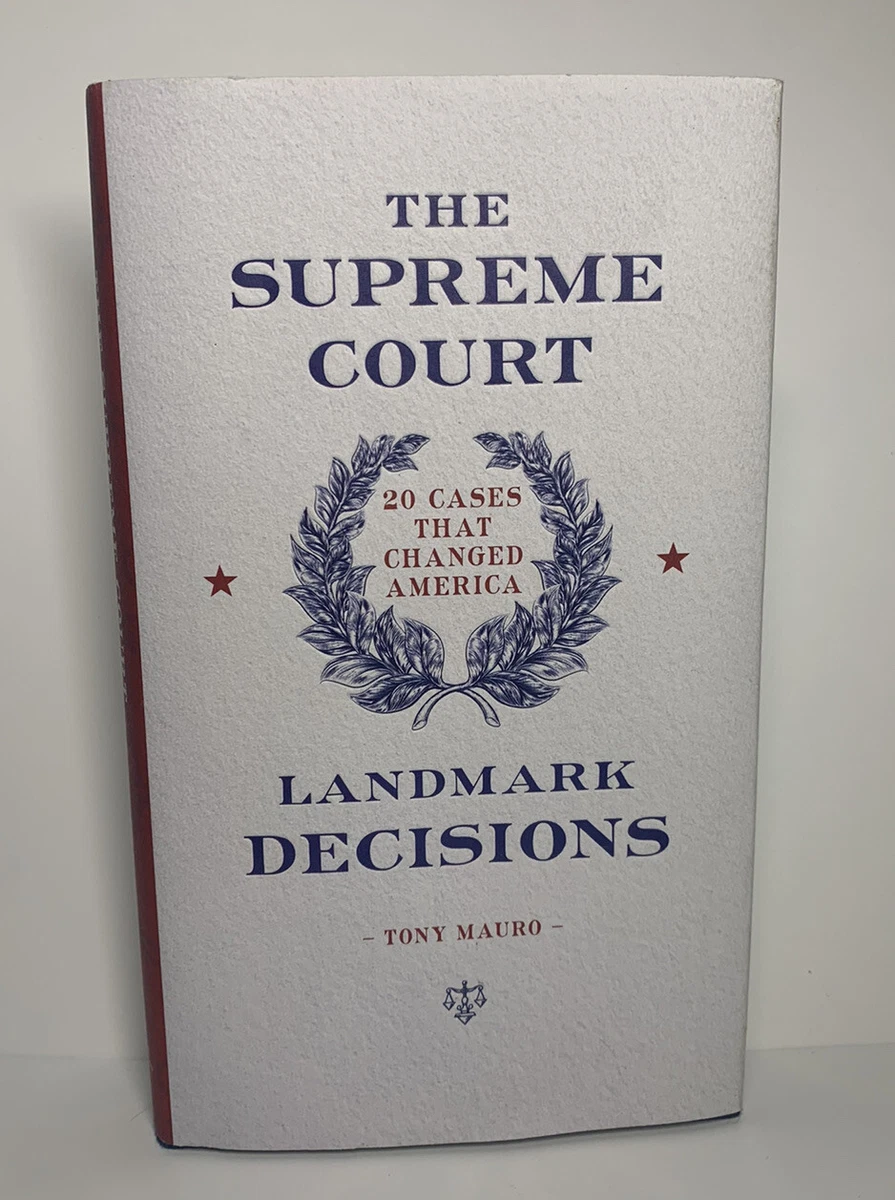 THE
SUPREME
COURT
20 CASES
THAT
CHANGED
AMERICA
LANDMARK
DECISIONS
– TONY MAURO –